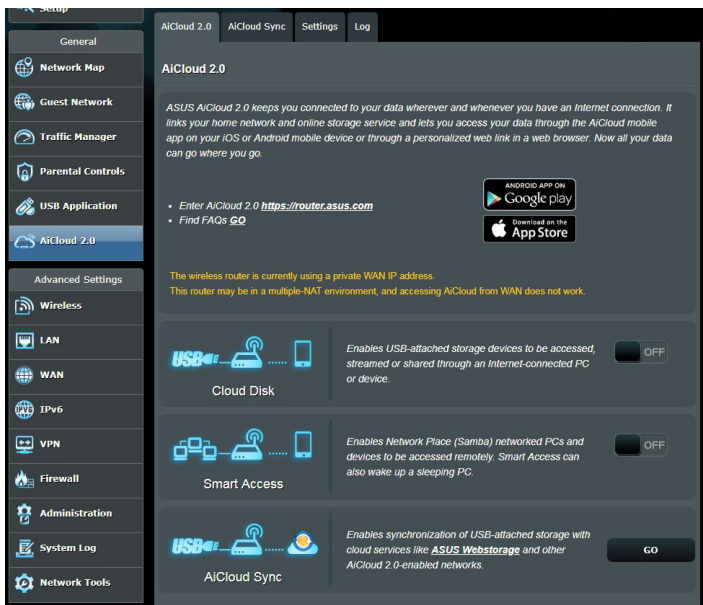 Setup
General
Network Map
Guest Network
Traffic Manager
Parental Controls
USB Application
AiCloud 2.0
Advanced Settings
Wireless
LAN
WAN
IPv6
VPN
Firewall
Administration
System Log
Network Tools
AiCloud 2.0 AiCloud Sync Settings Log
AiCloud 2.0
ASUS AiCloud 2.0 keeps you connected to your data wherever and whenever you have an Internet connection. It
links your home network and online storage service and lets you access your data through the AiCloud mobile
app on your iOS or Android mobile device or through a personalized web link in a web browser. Now all your data
can go where you go.
• Enter AiCloud 2.0 https://router.asus.com
• Find FAQs GO
ANDROID APP ON
Google play
Download on the
App Store
The wireless router is currently using a private WAN IP address.
This router may be in a multiple-NAT environment, and accessing AiCloud from WAN does not work.
USB
Cloud Disk
Enables USB-attached storage devices to be accessed,
streamed or shared through an Internet-connected PC
or device.
OFF
Smart Access
Enables Network Place (Samba) networked PCs and
devices to be accessed remotely. Smart Access can
also wake up a sleeping PC.
OFF
USB
AiCloud Sync
Enables synchronization of USB-attached storage with
cloud services like ASUS Webstorage and other
AiCloud 2.0-enabled networks.
GO